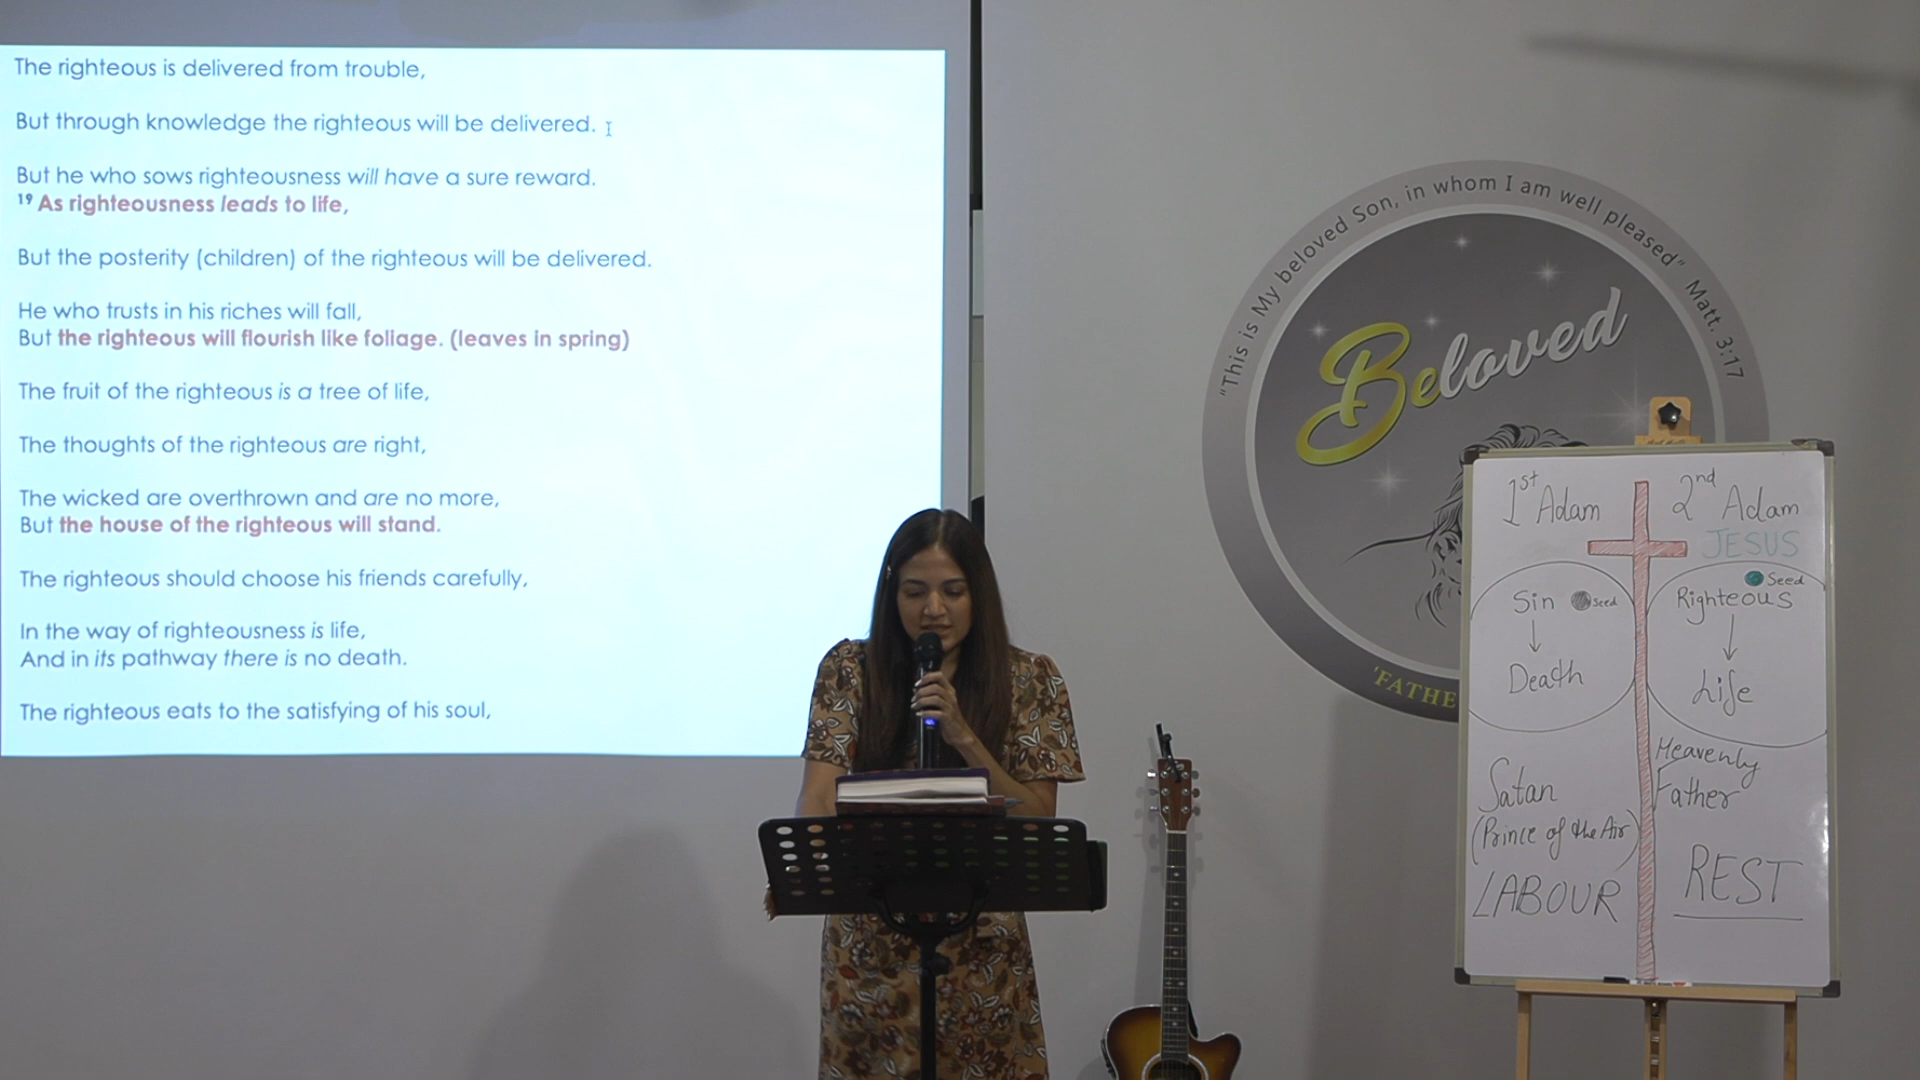 The righteous is delivered from trouble,
But through knowledge the righteous will be delivered.
But he who sows righteousness will have a sure reward.
19 As righteousness leads to life,
But the posterity (children) of the righteous will be delivered.
He who trusts in his riches will fall,
But the righteous will flourish like foliage. (leaves in spring)
The fruit of the righteous is a tree of life,
The thoughts of the righteous are right,
The wicked are overthrown and are no more,
But the house of the righteous will stand.
The righteous should choose his friends carefully,
In the way of righteousness is life,
And in its pathway there is no death.
The righteous eats to the satisfying of his soul,
"This is My beloved Son, in whom I am well pleased" Matt. 3:17
Beloved
'FATHE
1st Adam
Sin Seed
Death
Satan
(Prince of the Air)
LABOUR
2nd Adam
JESUS
Seed
Righteous
Life
Heavenly
Father
REST